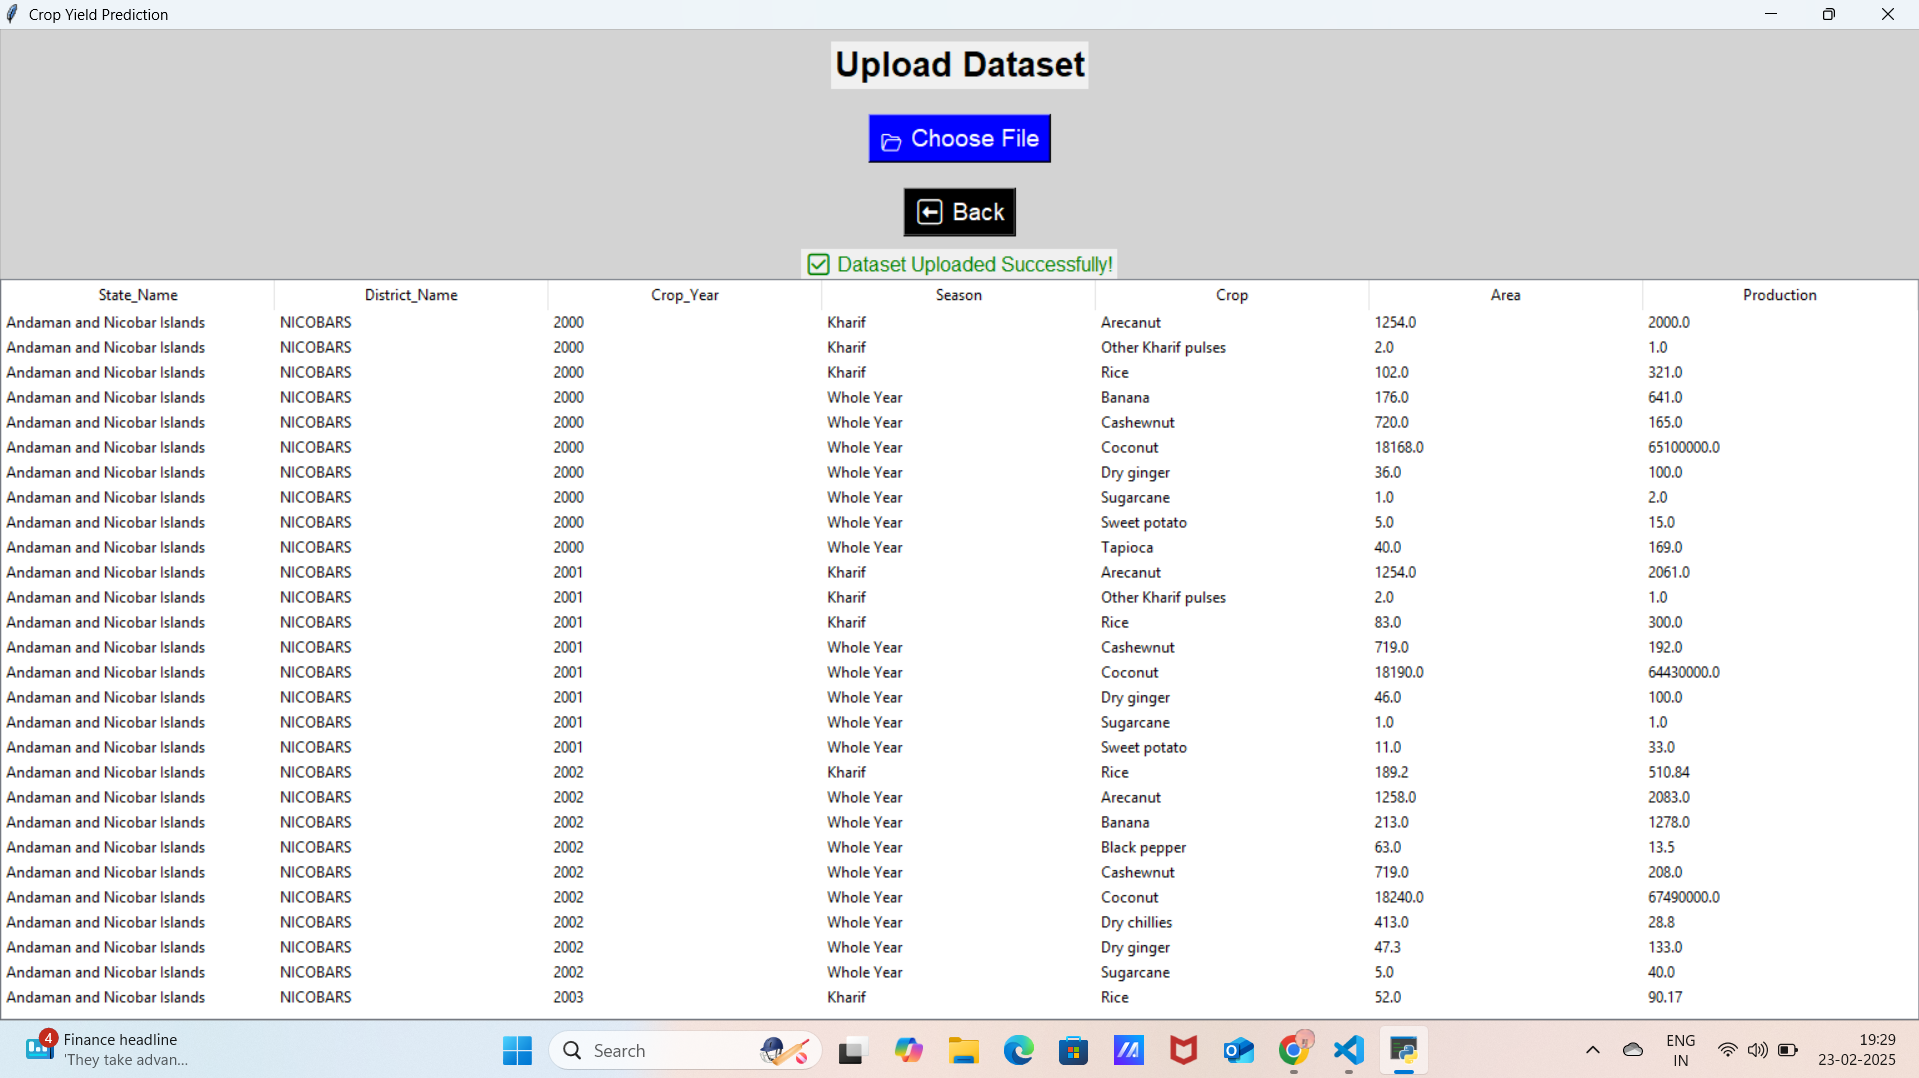 Crop Yield Prediction
Upload Dataset
Choose File
Back
Dataset Uploaded Successfully!
State_Name District_Name Crop_Year Season Crop Area Production
Andaman and Nicobar Islands NICOBARS 2000 Kharif Arecanut 1254.0 2000.0
Andaman and Nicobar Islands NICOBARS 2000 Kharif Other Kharif pulses 2.0 1.0
Andaman and Nicobar Islands NICOBARS 2000 Kharif Rice 102.0 321.0
Andaman and Nicobar Islands NICOBARS 2000 Whole Year Banana 176.0 641.0
Andaman and Nicobar Islands NICOBARS 2000 Whole Year Cashewnut 720.0 165.0
Andaman and Nicobar Islands NICOBARS 2000 Whole Year Coconut 18168.0 65100000.0
Andaman and Nicobar Islands NICOBARS 2000 Whole Year Dry ginger 36.0 100.0
Andaman and Nicobar Islands NICOBARS 2000 Whole Year Sugarcane 1.0 2.0
Andaman and Nicobar Islands NICOBARS 2000 Whole Year Sweet potato 5.0 15.0
Andaman and Nicobar Islands NICOBARS 2000 Whole Year Tapioca 40.0 169.0
Andaman and Nicobar Islands NICOBARS 2001 Kharif Arecanut 1254.0 2061.0
Andaman and Nicobar Islands NICOBARS 2001 Kharif Other Kharif pulses 2.0 1.0
Andaman and Nicobar Islands NICOBARS 2001 Kharif Rice 83.0 300.0
Andaman and Nicobar Islands NICOBARS 2001 Whole Year Cashewnut 719.0 192.0
Andaman and Nicobar Islands NICOBARS 2001 Whole Year Coconut 18190.0 64430000.0
Andaman and Nicobar Islands NICOBARS 2001 Whole Year Dry ginger 46.0 100.0
Andaman and Nicobar Islands NICOBARS 2001 Whole Year Sugarcane 1.0 1.0
Andaman and Nicobar Islands NICOBARS 2001 Whole Year Sweet potato 11.0 33.0
Andaman and Nicobar Islands NICOBARS 2002 Kharif Rice 189.2 510.84
Andaman and Nicobar Islands NICOBARS 2002 Whole Year Arecanut 1258.0 2083.0
Andaman and Nicobar Islands NICOBARS 2002 Whole Year Banana 213.0 1278.0
Andaman and Nicobar Islands NICOBARS 2002 Whole Year Black pepper 63.0 13.5
Andaman and Nicobar Islands NICOBARS 2002 Whole Year Cashewnut 719.0 208.0
Andaman and Nicobar Islands NICOBARS 2002 Whole Year Coconut 18240.0 67490000.0
Andaman and Nicobar Islands NICOBARS 2002 Whole Year Dry chillies 413.0 28.8
Andaman and Nicobar Islands NICOBARS 2002 Whole Year Dry ginger 47.3 133.0
Andaman and Nicobar Islands NICOBARS 2002 Whole Year Sugarcane 5.0 40.0
Andaman and Nicobar Islands NICOBARS 2003 Kharif Rice 52.0 90.17
4 Finance headline
'They take advan...
Search
ENG
IN
19:29
23-02-2025